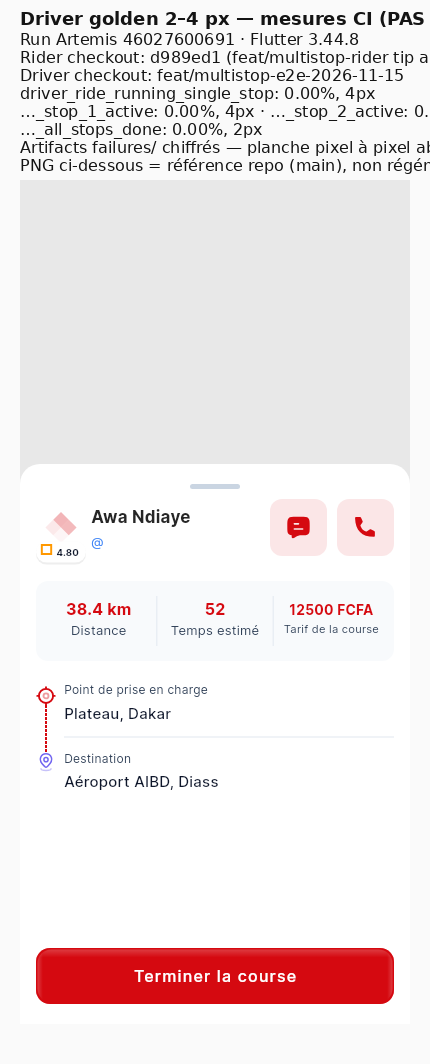 Driver golden 2–4 px — mesures CI (PAS
Run Artemis 46027600691 · Flutter 3.44.8
Rider checkout: d989ed1 (feat/multistop-rider tip a
Driver checkout: feat/multistop-e2e-2026-11-15
driver_ride_running_single_stop: 0.00%, 4px
…_stop_1_active: 0.00%, 4px · …_stop_2_active: 0.
…_all_stops_done: 0.00%, 2px
Artifacts failures/ chiffrés — planche pixel à pixel ab
PNG ci-dessous = référence repo (main), non régén
Awa Ndiaye
4.80 @
38.4 km 52 12500 FCFA
Distance Temps estimé Tarif de la course
Point de prise en charge
Plateau, Dakar
Destination
Aéroport AIBD, Diass
Terminer la course